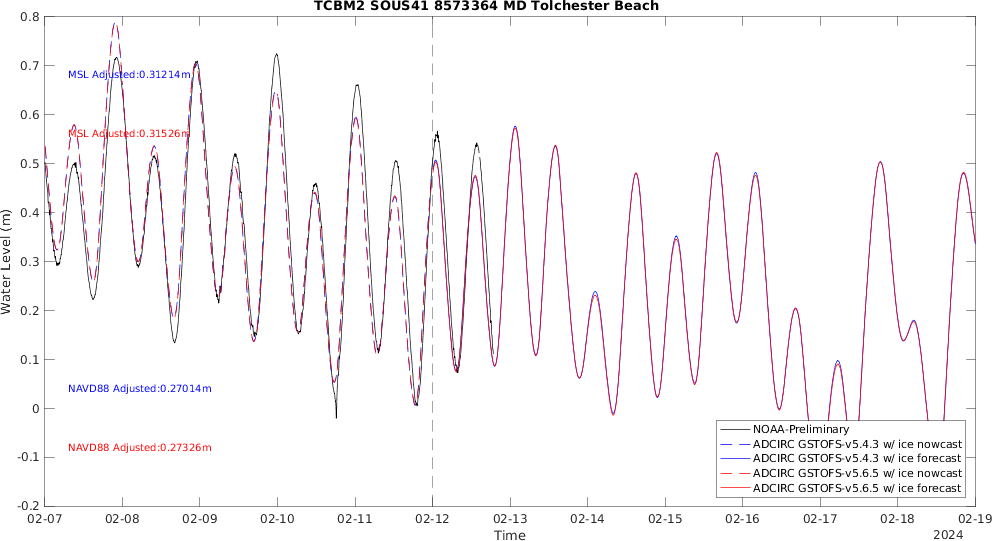 TCBM2 SOUS41 8573364 MD Tolchester Beach
0.8
0.7
0.6
0.5
0.4
0.3
0.2
0.1
0
-0.1
-0.2
Water Level (m)
MSL Adjusted:0.31214m
MSL Adjusted:0.31526m
NAVD88 Adjusted:0.27014m
NAVD88 Adjusted:0.27326m
NOAA-Preliminary
ADCIRC GSTOFS-v5.4.3 w/ ice nowcast
ADCIRC GSTOFS-v5.4.3 w/ ice forecast
ADCIRC GSTOFS-v5.6.5 w/ ice nowcast
ADCIRC GSTOFS-v5.6.5 w/ ice forecast
02-07 02-08 02-09 02-10 02-11 02-12 02-13 02-14 02-15 02-16 02-17 02-18 02-19
Time
2024